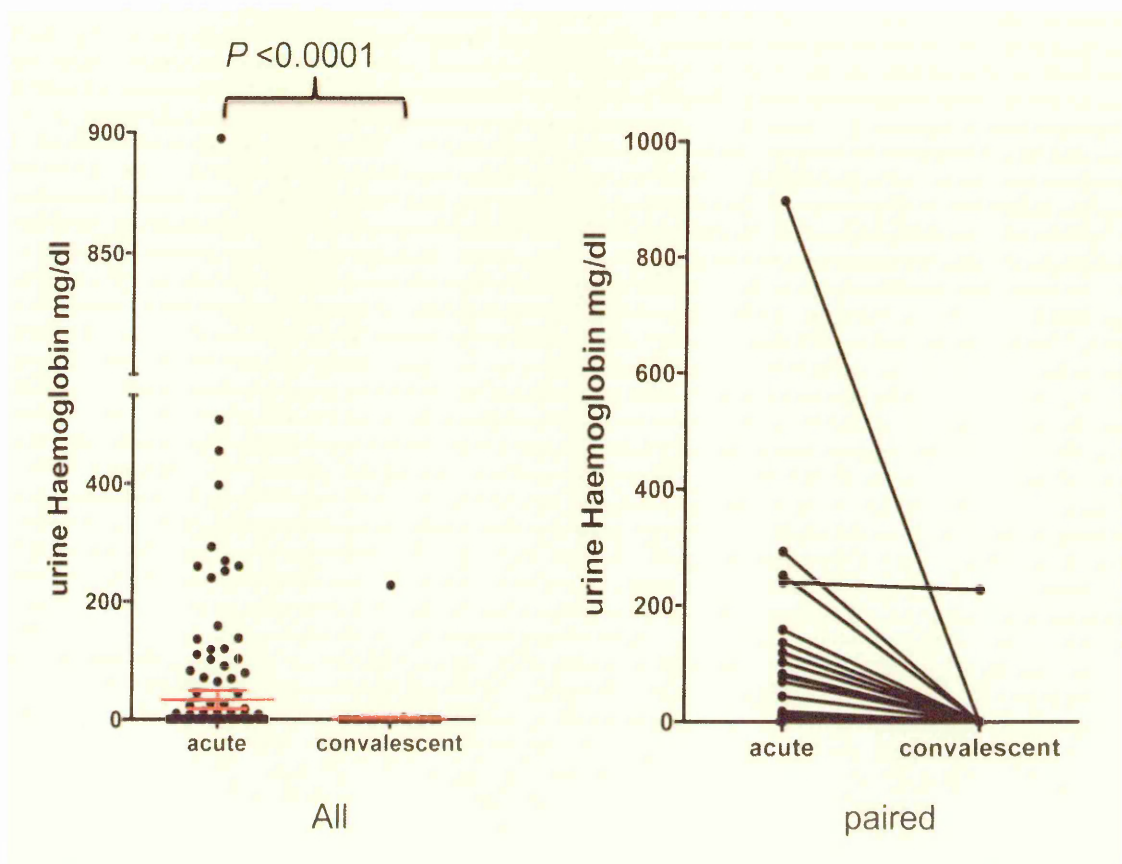 P <0.0001
900
850
400
200
0
urine Haemoglobin mg/dl
acute
convalescent
All
1000
800
600
400
200
0
urine Haemoglobin mg/dl
acute
convalescent
paired